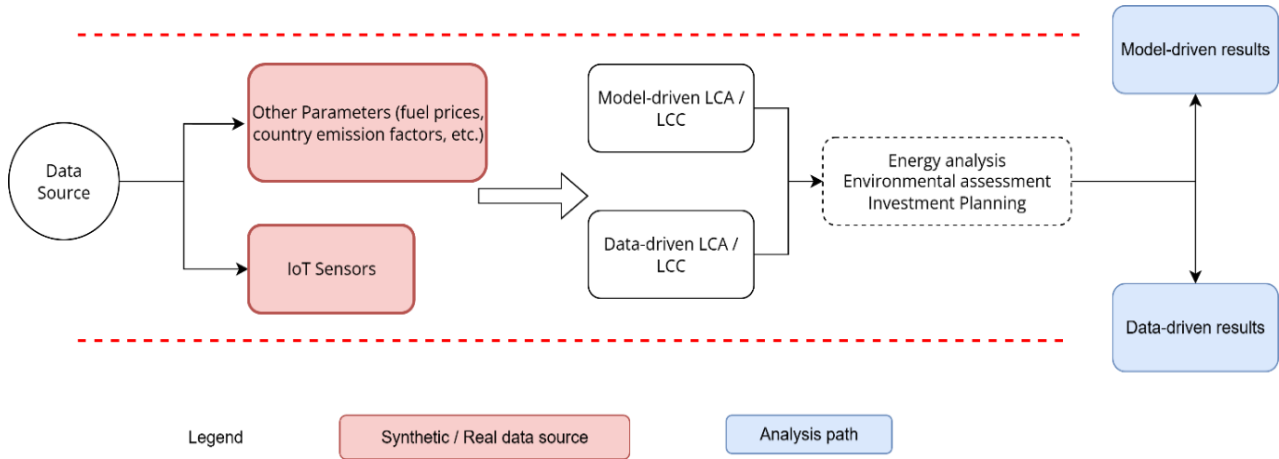 Data
Source
Other Parameters (fuel prices,
country emission factors, etc.)
IoT Sensors
Model-driven LCA /
LCC
Data-driven LCA /
LCC
Energy analysis
Environmental assessment
Investment Planning
Model-driven results
Data-driven results
Legend
Synthetic / Real data source
Analysis path